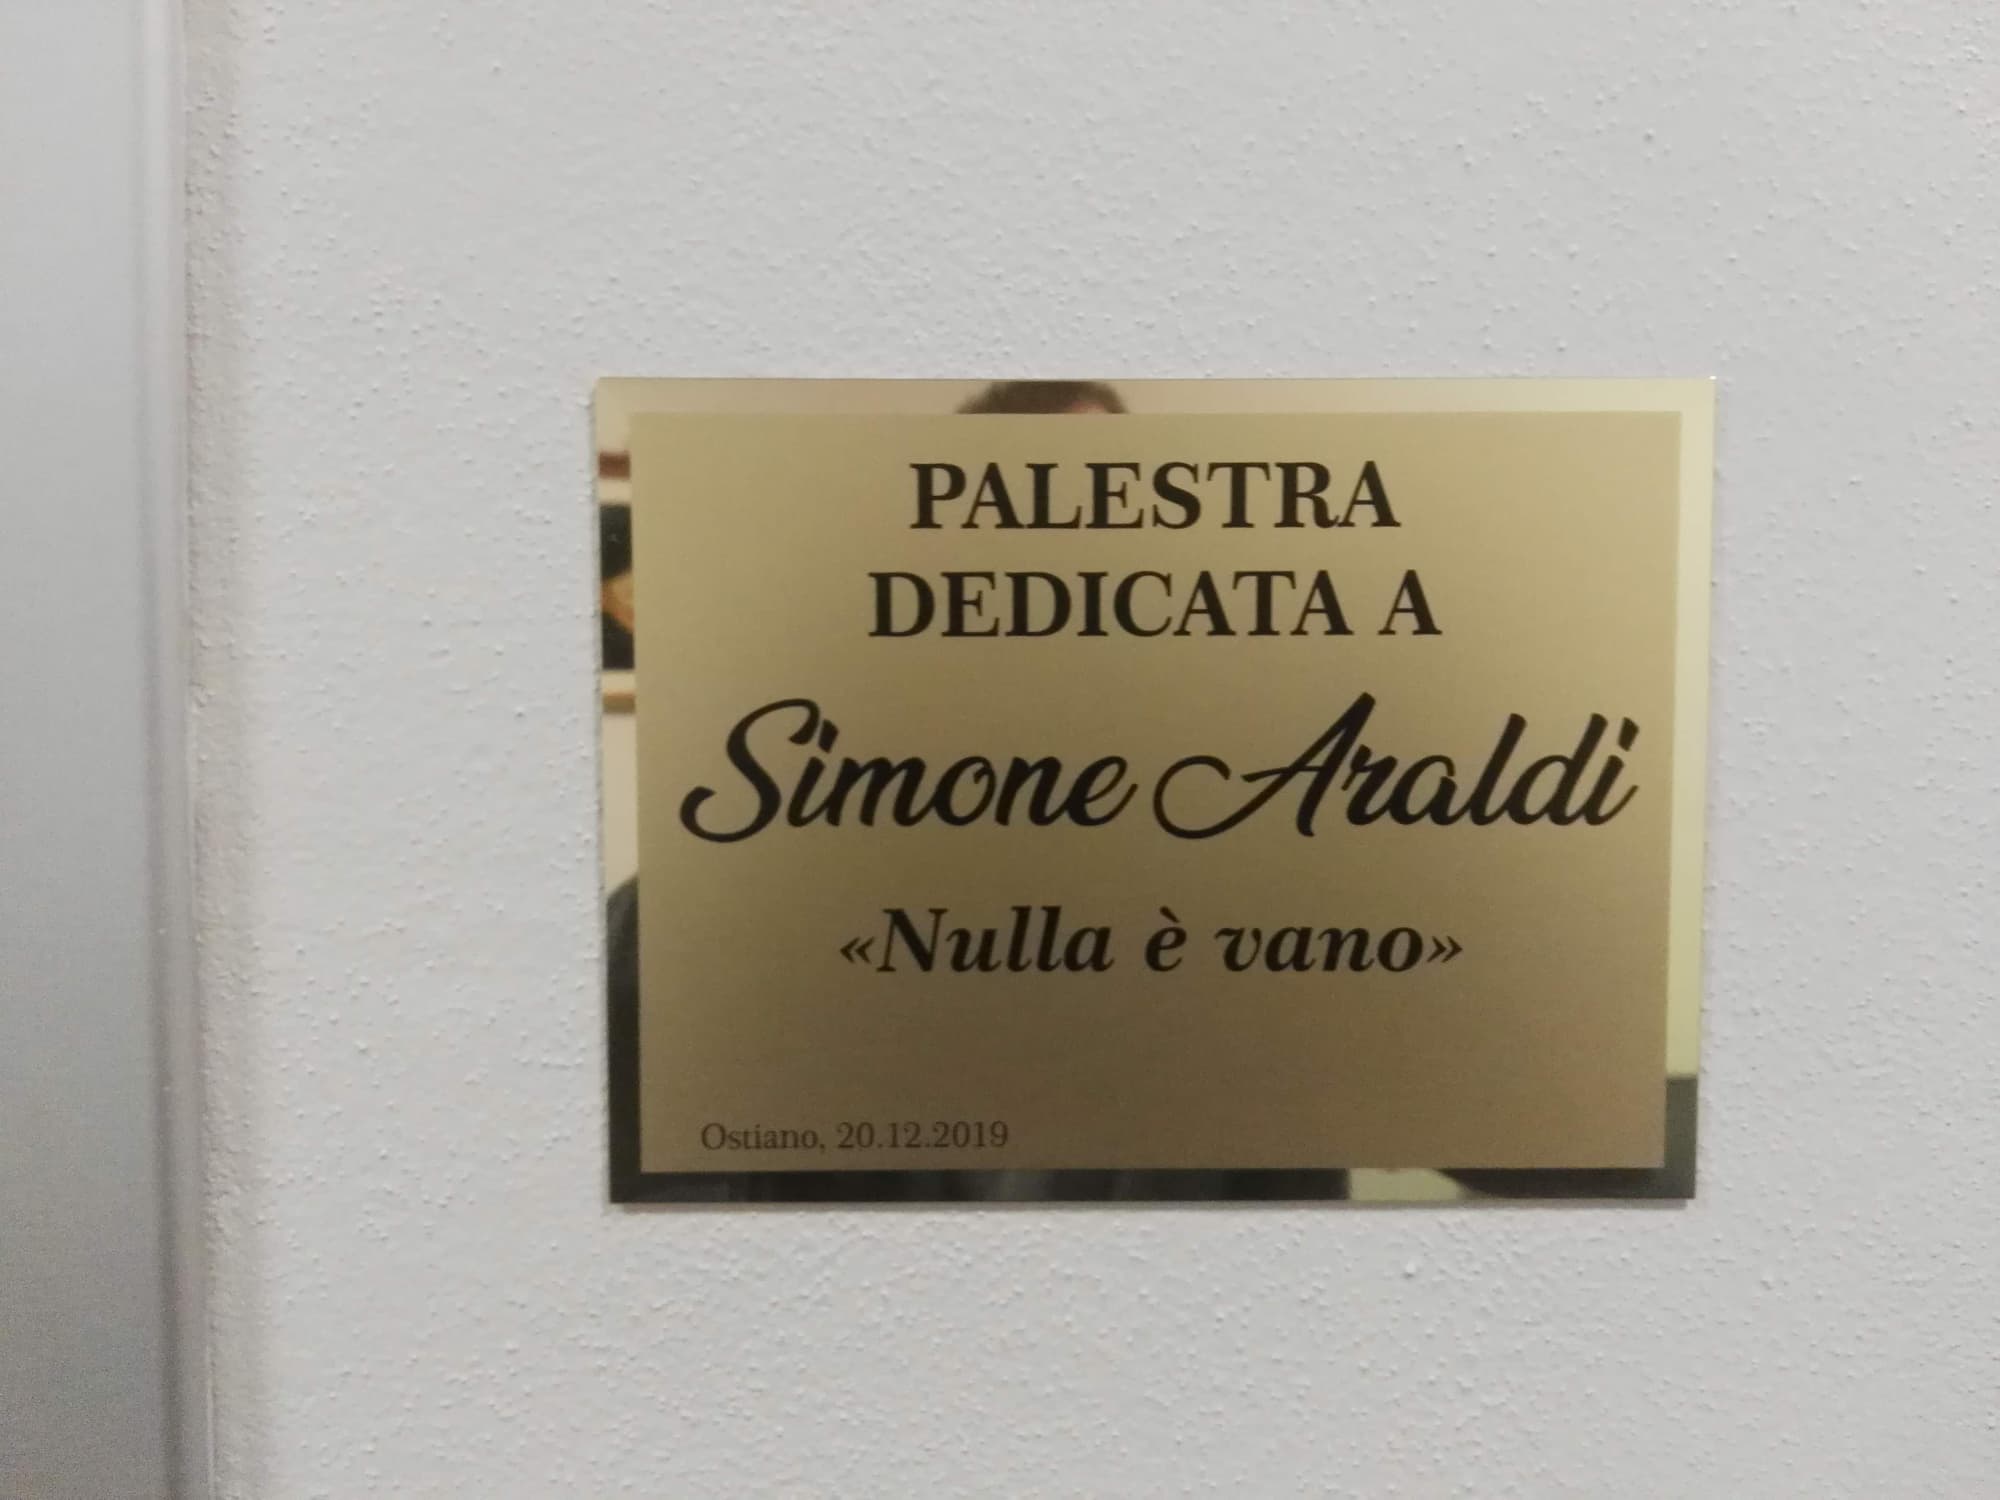 PALESTRA
DEDICATA A
Simone Araldi
«Nulla è vano»
Ostiano, 20.12.2019